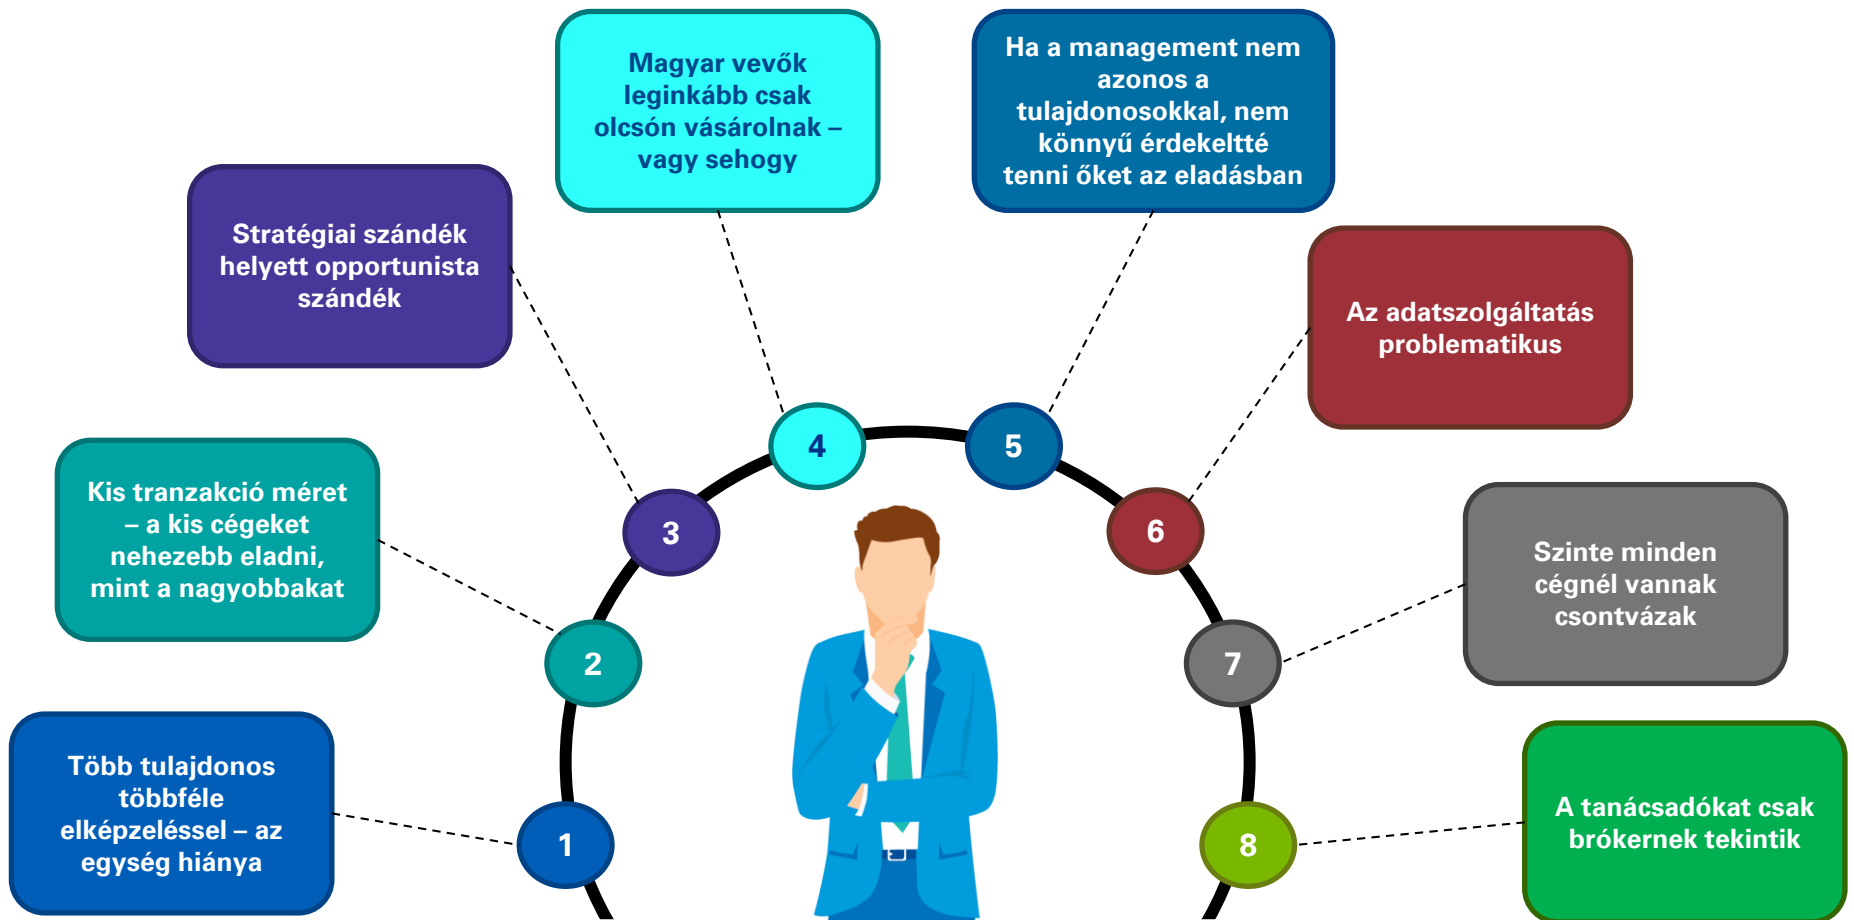 Több tulajdonos
többféle
elképzeléssel – az
egység hiánya
1
Kis tranzakció méret
– a kis cégeket
nehezebb eladni,
mint a nagyobbakat
2
Stratégiai szándék
helyett opportunista
szándék
3
Magyar vevők
leginkább csak
olcsón vásárolnak –
vagy sehogy
4
Ha a management nem
azonos a
tulajdonosokkal, nem
könnyű érdekeltté
tenni őket az eladásban
5
Az adatszolgáltatás
problematikus
6
Szinte minden
cégnél vannak
csontvázak
7
A tanácsadókat csak
brókernek tekintik
8